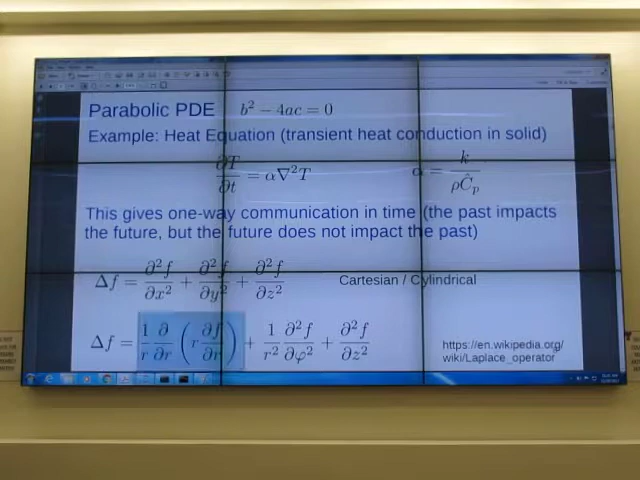 Parabolic PDE b² − 4ac = 0
Example: Heat Equation (transient heat conduction in solid)
∂T/∂t = α∇²T α = k/ρĈₚ
This gives one-way communication in time (the past impacts
the future, but the future does not impact the past)
Δf = ∂²f/∂x² + ∂²f/∂y² + ∂²f/∂z² Cartesian / Cylindrical
Δf = 1/r ∂/∂r (r ∂f/∂r) + 1/r² ∂²f/∂φ² + ∂²f/∂z²
https://en.wikipedia.org/
wiki/Laplace_operator